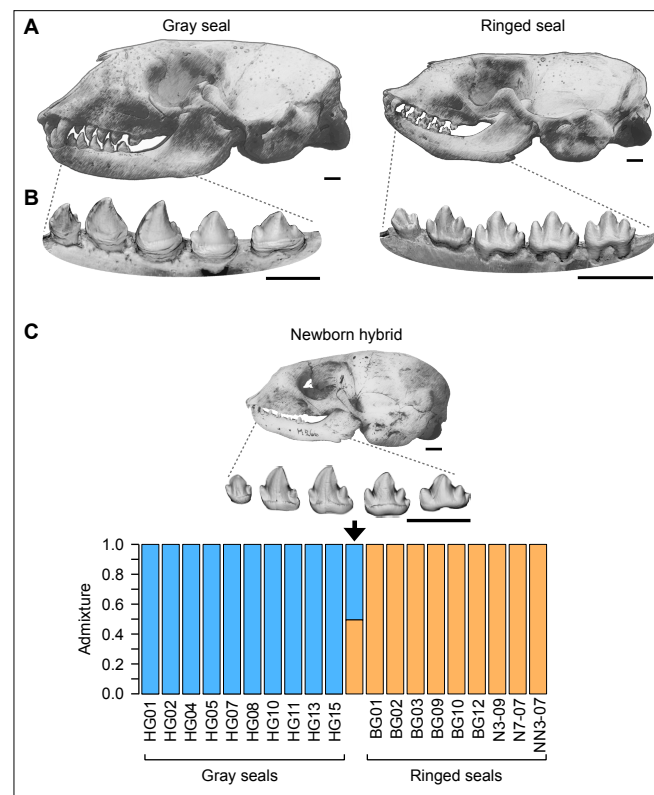 A
Gray seal
Ringed seal
B
C
Newborn hybrid
Admixture
1.0
0.8
0.6
0.4
0.2
0.0
HG01
HG02
HG04
HG05
HG07
HG08
HG10
HG11
HG13
HG15
BG01
BG02
BG03
BG09
BG10
BG12
N3-09
N7-07
NN3-07
Gray seals
Ringed seals